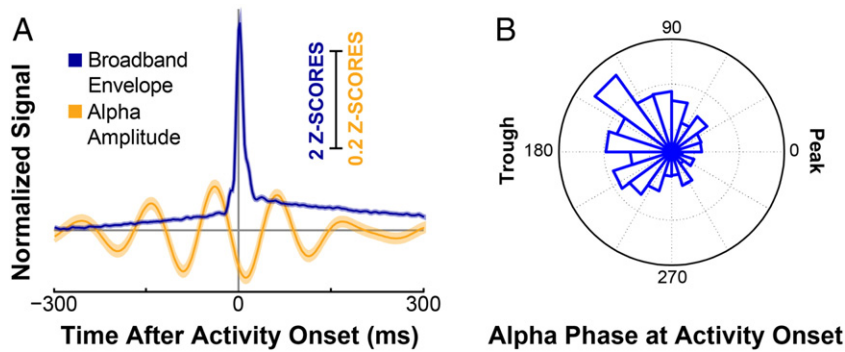 A
Normalized Signal
Broadband
Envelope
Alpha
Amplitude
2 Z-SCORES
0.2 Z-SCORES
−300
0
300
Time After Activity Onset (ms)
B
90
Trough
180
0
Peak
270
Alpha Phase at Activity Onset